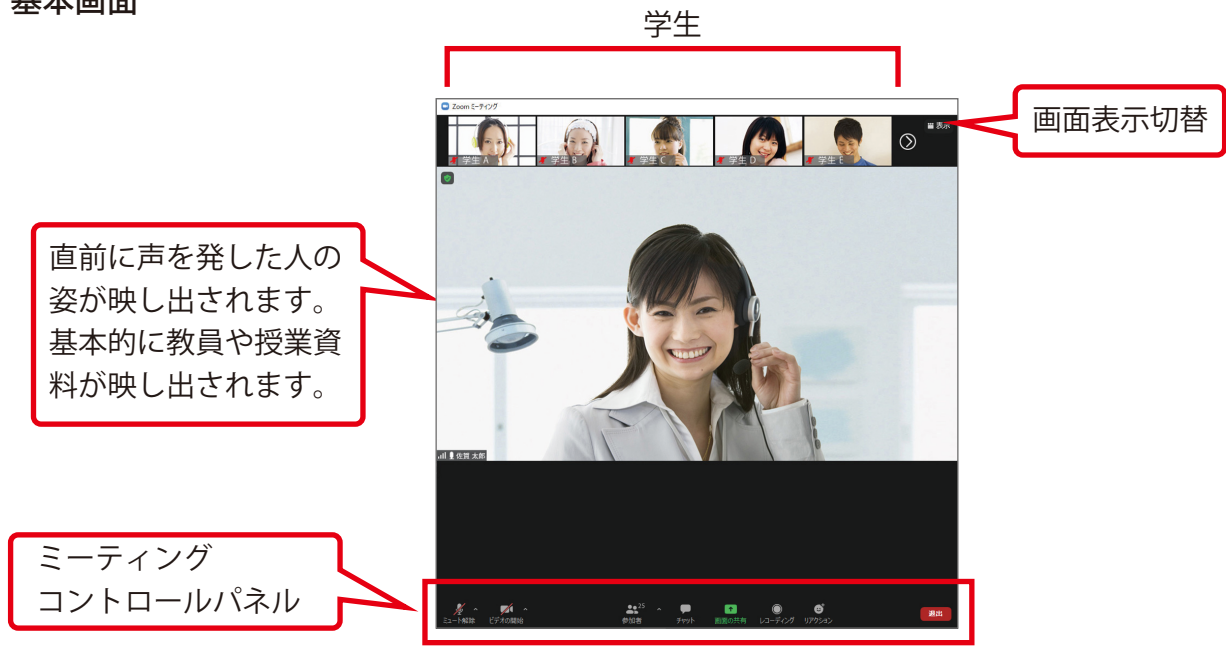 基本画面
学生
Zoom ミーティング
表示
画面表示切替
学生 A
学生 B
学生 C
学生 D
学生 E
直前に声を発した人の
姿が映し出されます。
基本的に教員や授業資
料が映し出されます。
佐賀 太郎
ミーティング
コントロールパネル
ミュート解除
ビデオの開始
25
参加者
チャット
画面の共有
レコーディング
リアクション
退出